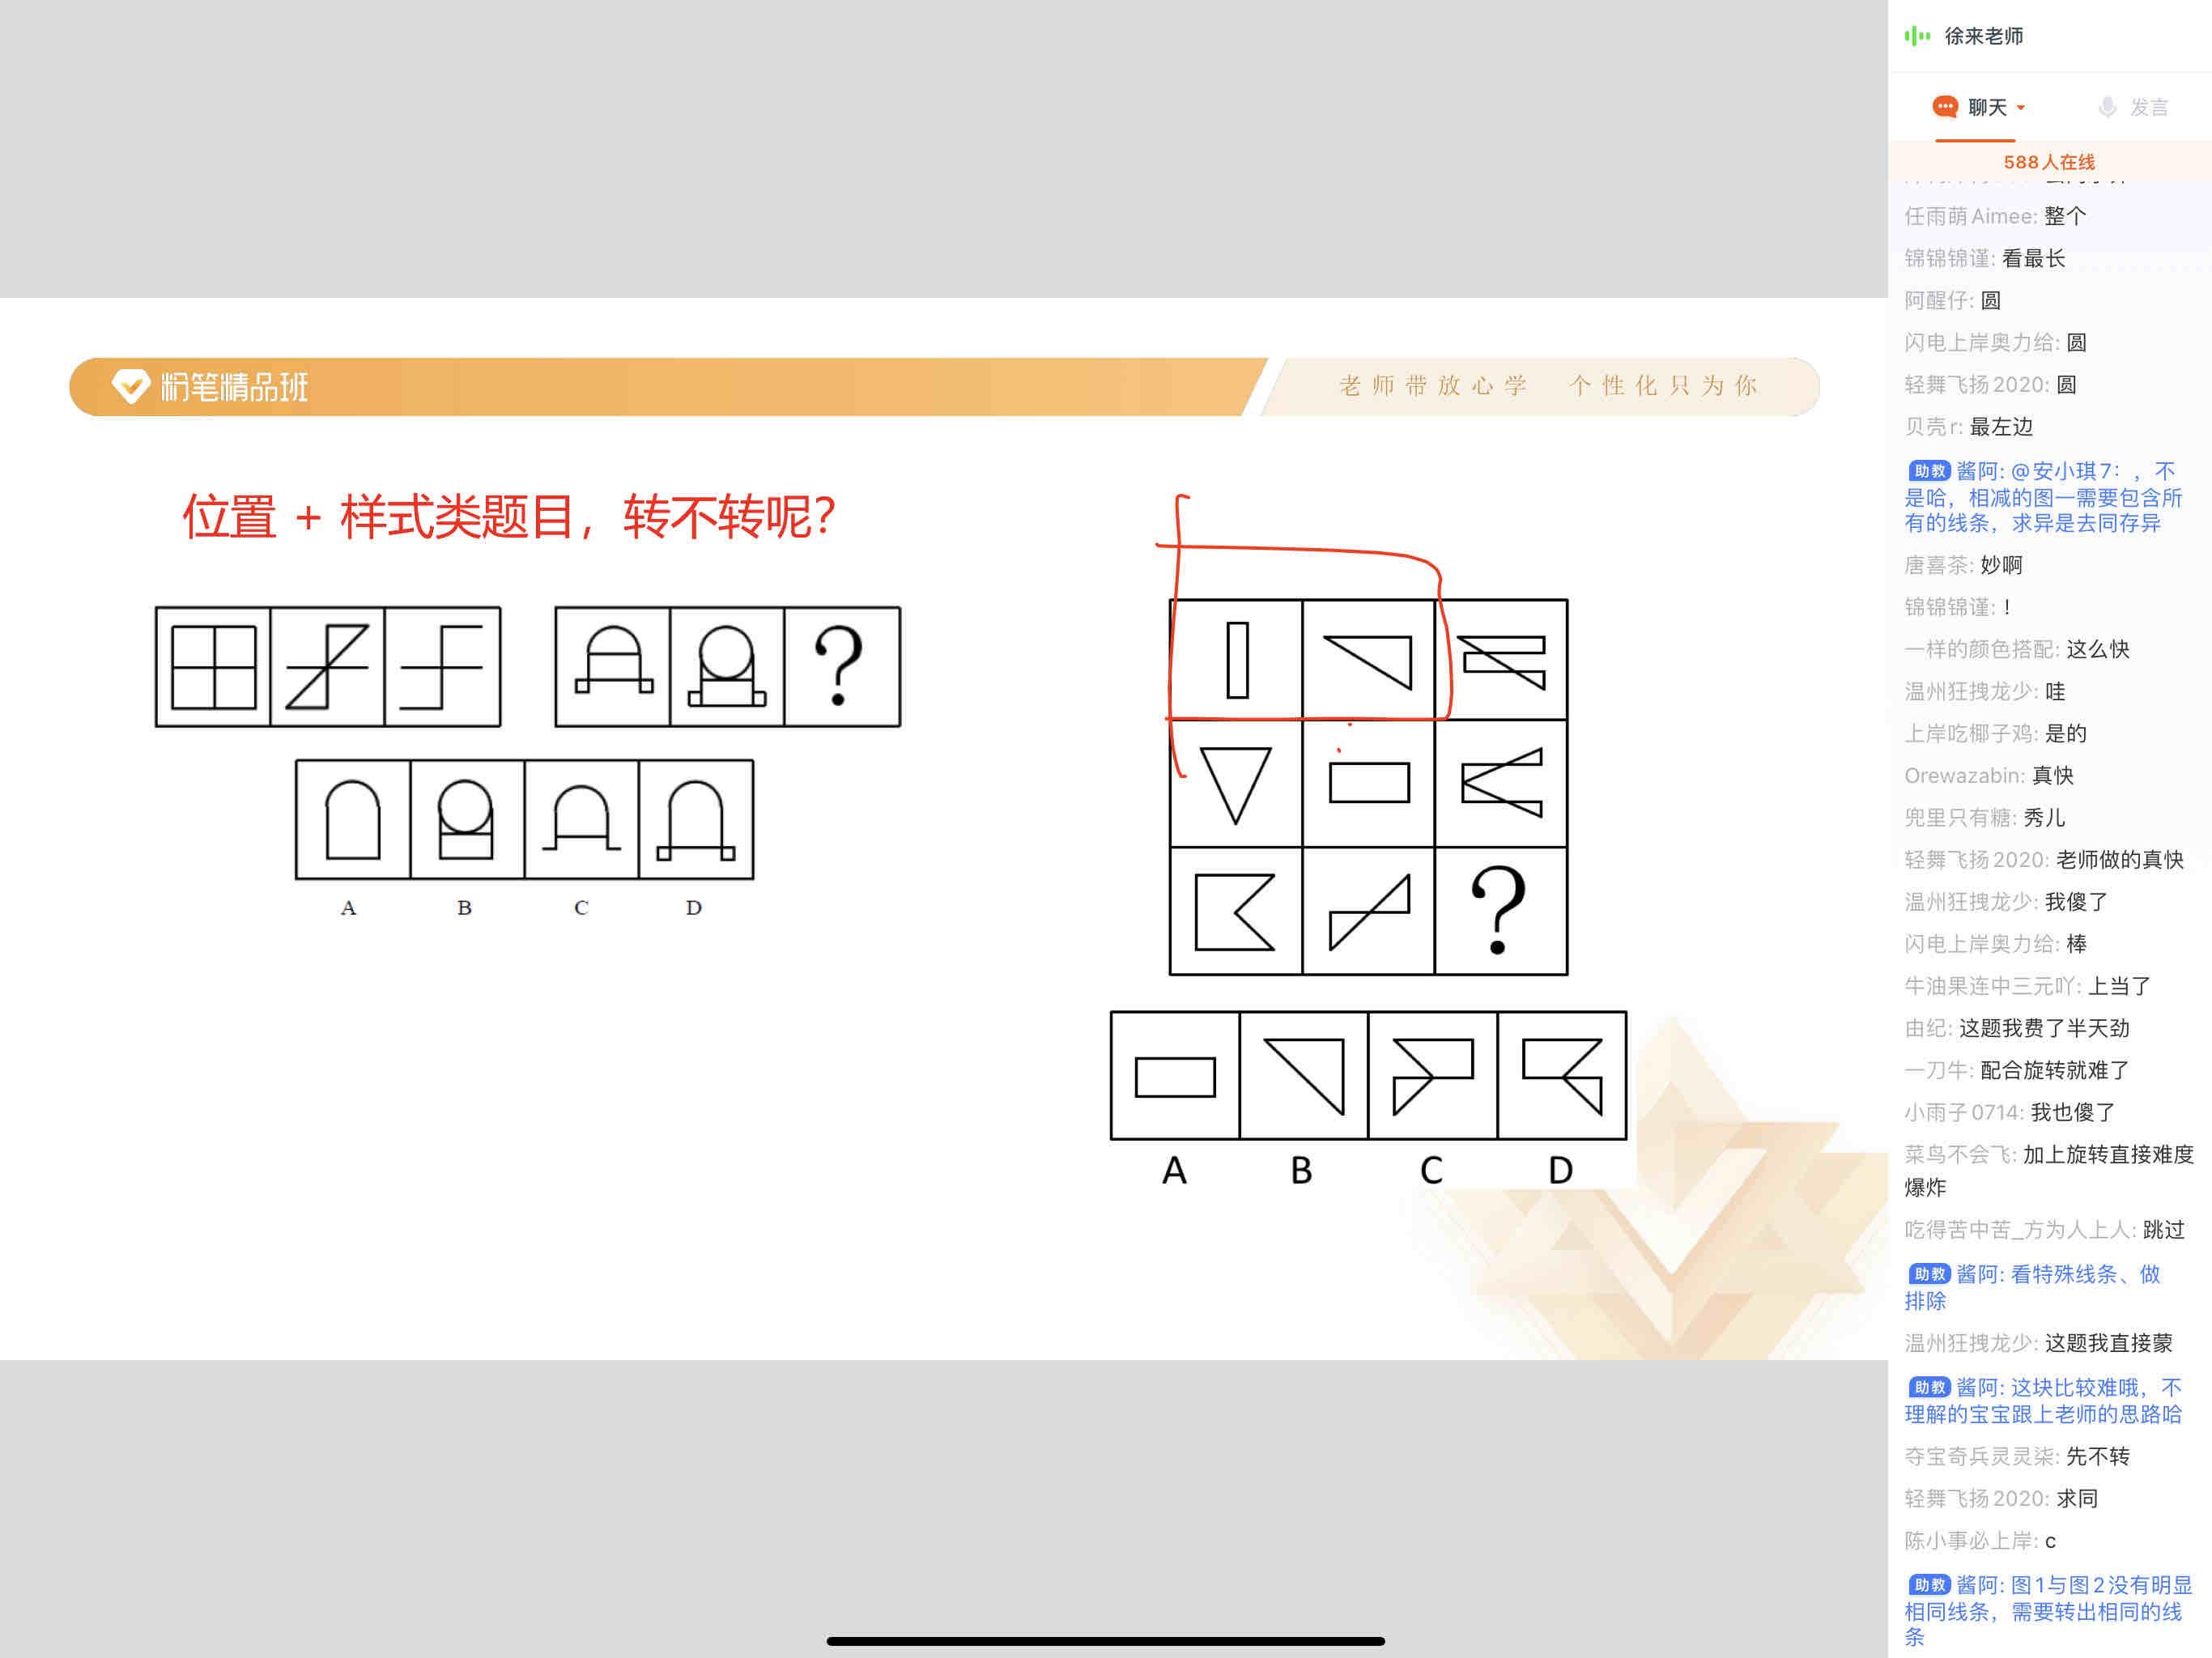 粉笔精品班
老师带放心学 个性化只为你
位置 + 样式类题目，转不转呢？
?
A
B
C
D
?
A
B
C
D
徐来老师
聊天
发言
588人在线
任雨萌Aimee: 整个
锦锦锦谨: 看最长
阿醒仔: 圆
闪电上岸奥力给: 圆
轻舞飞扬2020: 圆
贝壳r: 最左边
助教 酱阿: @安小琪7：，不
是哈，相减的图一需要包含所
有的线条，求异是去同存异
唐喜茶: 妙啊
锦锦锦谨: ！
一样的颜色搭配: 这么快
温州狂拽龙少: 哇
上岸吃椰子鸡: 是的
Orewazabin: 真快
兜里只有糖: 秀儿
轻舞飞扬2020: 老师做的真快
温州狂拽龙少: 我傻了
闪电上岸奥力给: 棒
牛油果连中三元吖: 上当了
由纪: 这题我费了半天劲
一刀牛: 配合旋转就难了
小雨子0714: 我也傻了
菜鸟不会飞: 加上旋转直接难度
爆炸
吃得苦中苦_方为人上人: 跳过
助教 酱阿: 看特殊线条、做
排除
温州狂拽龙少: 这题我直接蒙
助教 酱阿: 这块比较难哦，不
理解的宝宝跟上老师的思路哈
夺宝奇兵灵灵柒: 先不转
轻舞飞扬2020: 求同
陈小事必上岸: c
助教 酱阿: 图1与图2没有明显
相同线条，需要转出相同的线
条